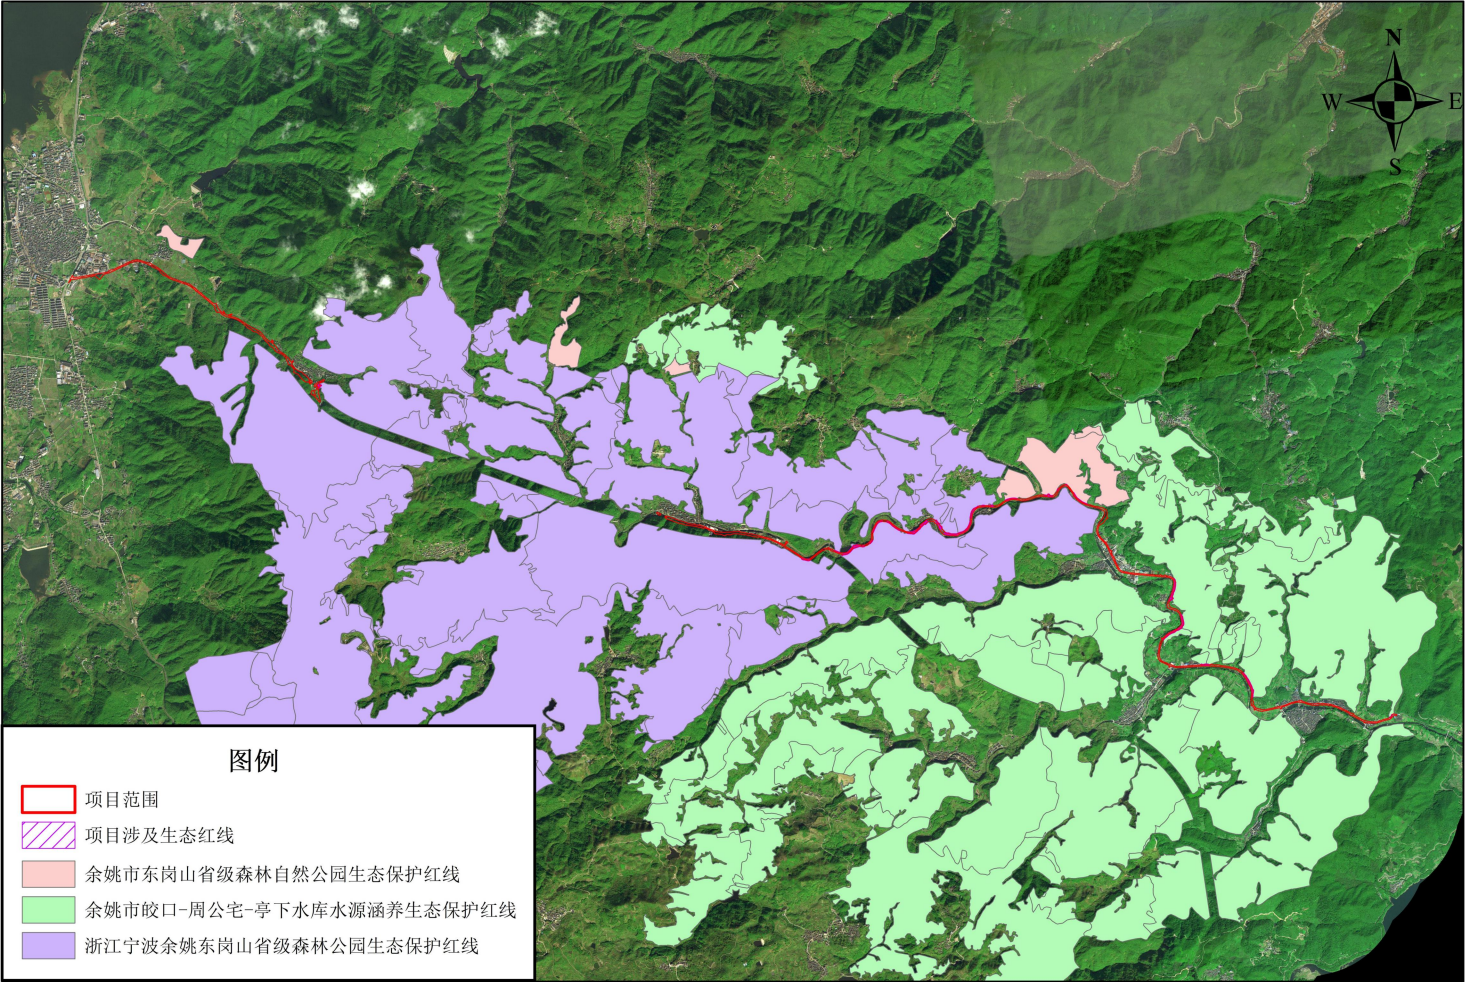 N
W
E
S
图例
项目范围
项目涉及生态红线
余姚市东岗山省级森林自然公园生态保护红线
余姚市皎口-周公宅-亭下水库水源涵养生态保护红线
浙江宁波余姚东岗山省级森林公园生态保护红线